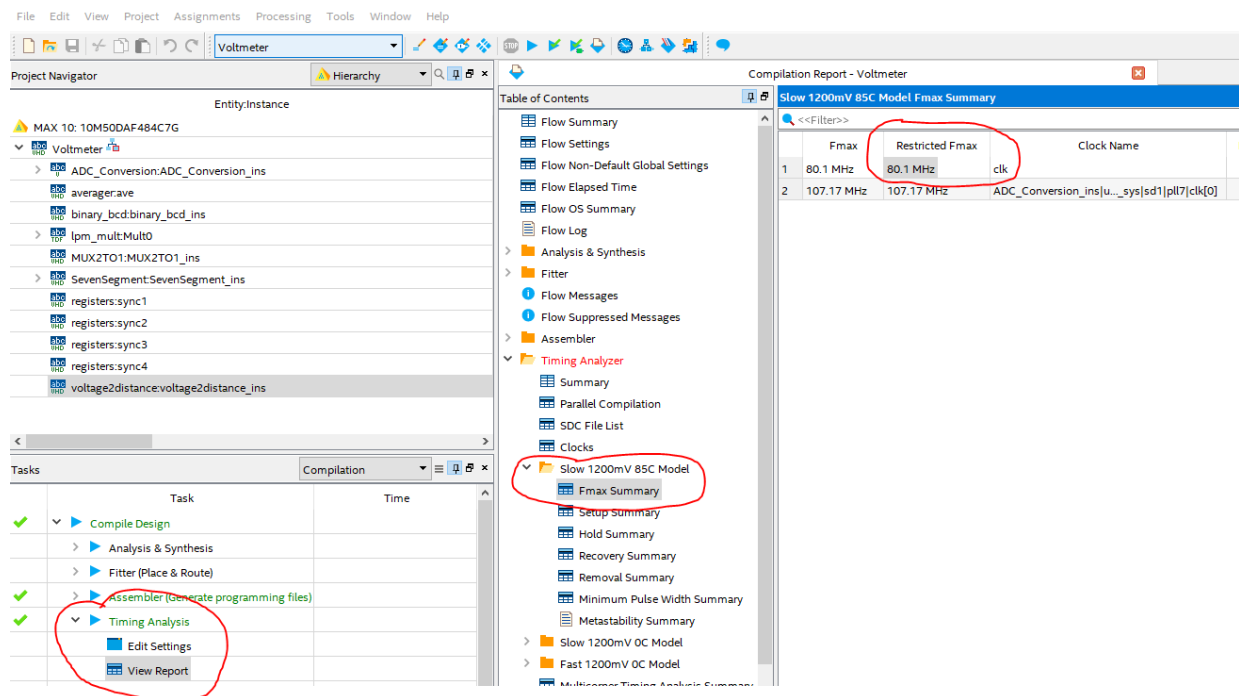 File Edit View Project Assignments Processing Tools Window Help
Voltmeter
STOP
Project Navigator
Hierarchy
Entity:Instance
MAX 10: 10M50DAF484C7G
Voltmeter
ADC_Conversion:ADC_Conversion_ins
averager:ave
binary_bcd:binary_bcd_ins
lpm_mult:Mult0
MUX2TO1:MUX2TO1_ins
SevenSegment:SevenSegment_ins
registers:sync1
registers:sync2
registers:sync3
registers:sync4
voltage2distance:voltage2distance_ins
Tasks
Compilation
Task Time
Compile Design
Analysis & Synthesis
Fitter (Place & Route)
Assembler (Generate programming files)
Timing Analysis
Edit Settings
View Report
Compilation Report - Voltmeter
Table of Contents
Flow Summary
Flow Settings
Flow Non-Default Global Settings
Flow Elapsed Time
Flow OS Summary
Flow Log
Analysis & Synthesis
Fitter
Flow Messages
Flow Suppressed Messages
Assembler
Timing Analyzer
Summary
Parallel Compilation
SDC File List
Clocks
Slow 1200mV 85C Model
Fmax Summary
Setup Summary
Hold Summary
Recovery Summary
Removal Summary
Minimum Pulse Width Summary
Metastability Summary
Slow 1200mV 0C Model
Fast 1200mV 0C Model
Multicorner Timing Analysis Summary
Slow 1200mV 85C Model Fmax Summary
<<Filter>>
Fmax Restricted Fmax Clock Name
1 80.1 MHz 80.1 MHz clk
2 107.17 MHz 107.17 MHz ADC_Conversion_ins|u..._sys|sd1|pll7|clk[0]